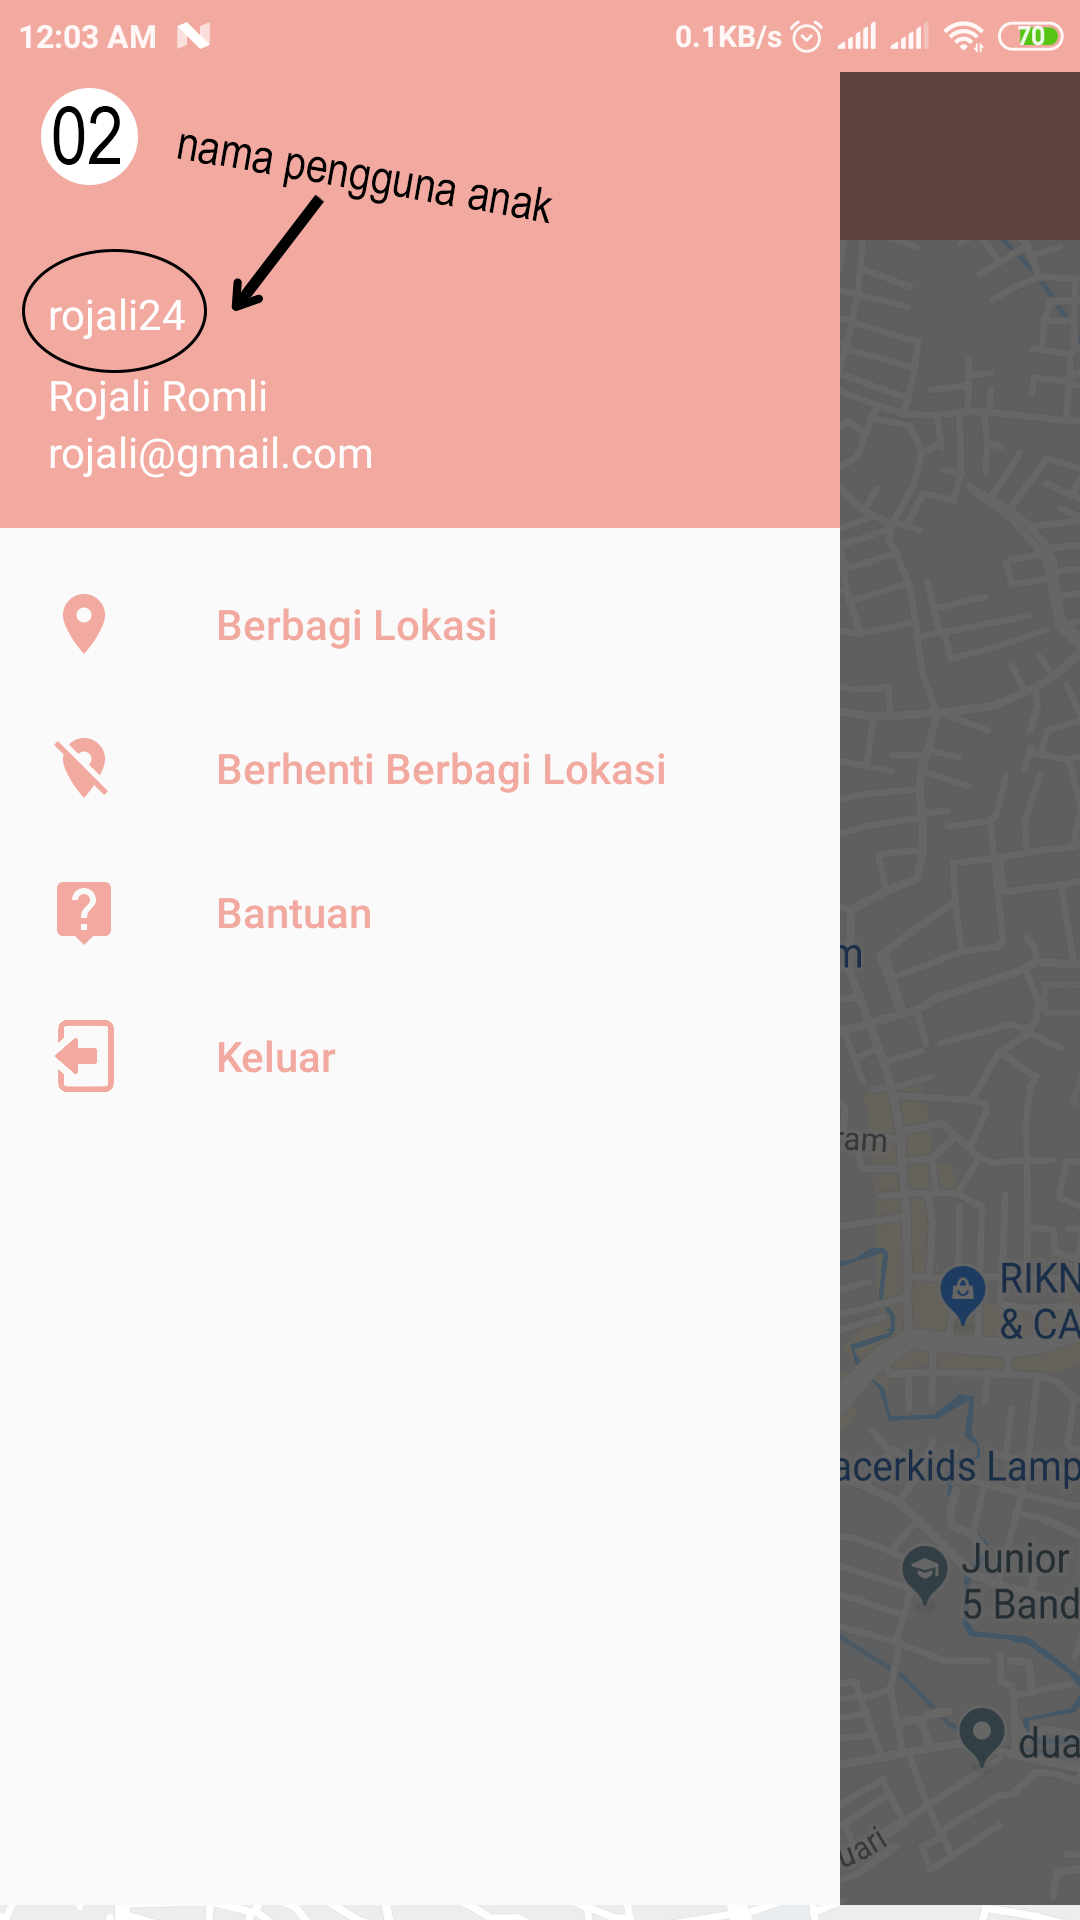 12:03 AM
0.1KB/s
70
02
nama pengguna anak
rojali24
Rojali Romli
rojali@gmail.com
Berbagi Lokasi
Berhenti Berbagi Lokasi
Bantuan
Keluar
m
ram
RIKN
& CA
acerkids Lamp
Junior
5 Band
dua
uari